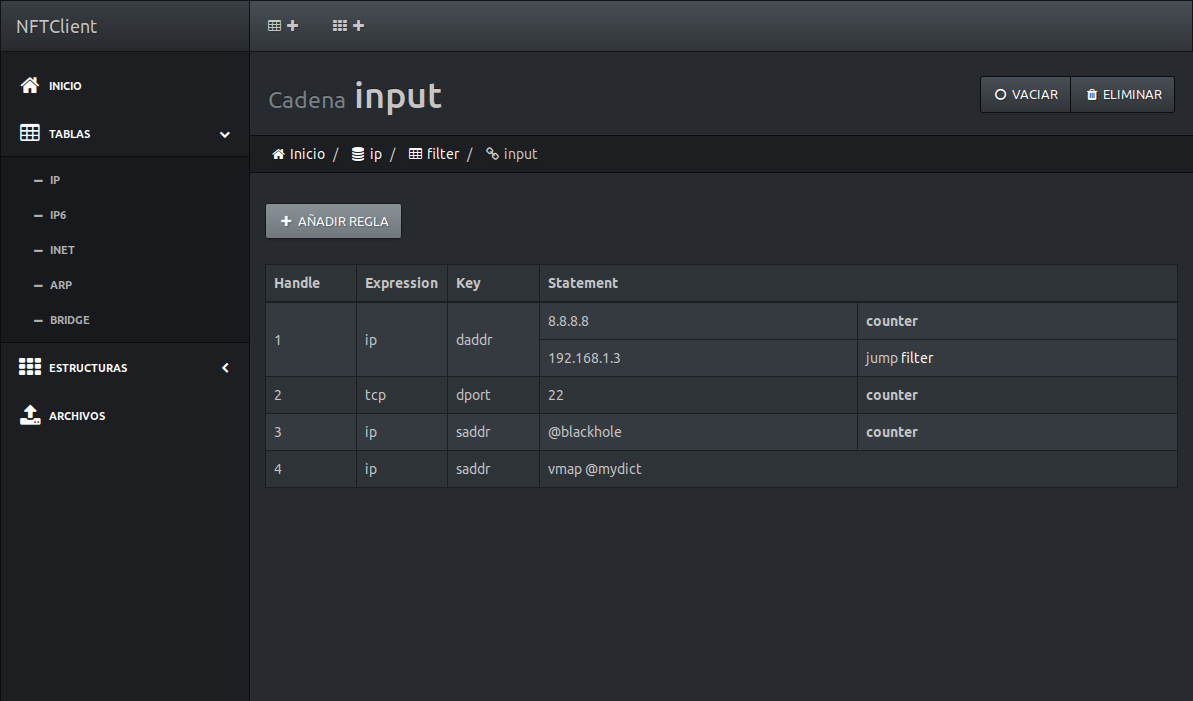 NFTClient
INICIO
TABLAS
IP
IP6
INET
ARP
BRIDGE
ESTRUCTURAS
ARCHIVOS
Cadena input
VACIAR
ELIMINAR
Inicio / ip / filter / input
AÑADIR REGLA
Handle Expression Key Statement
1 ip daddr 8.8.8.8 counter
192.168.1.3 jump filter
2 tcp dport 22 counter
3 ip saddr @blackhole counter
4 ip saddr vmap @mydict